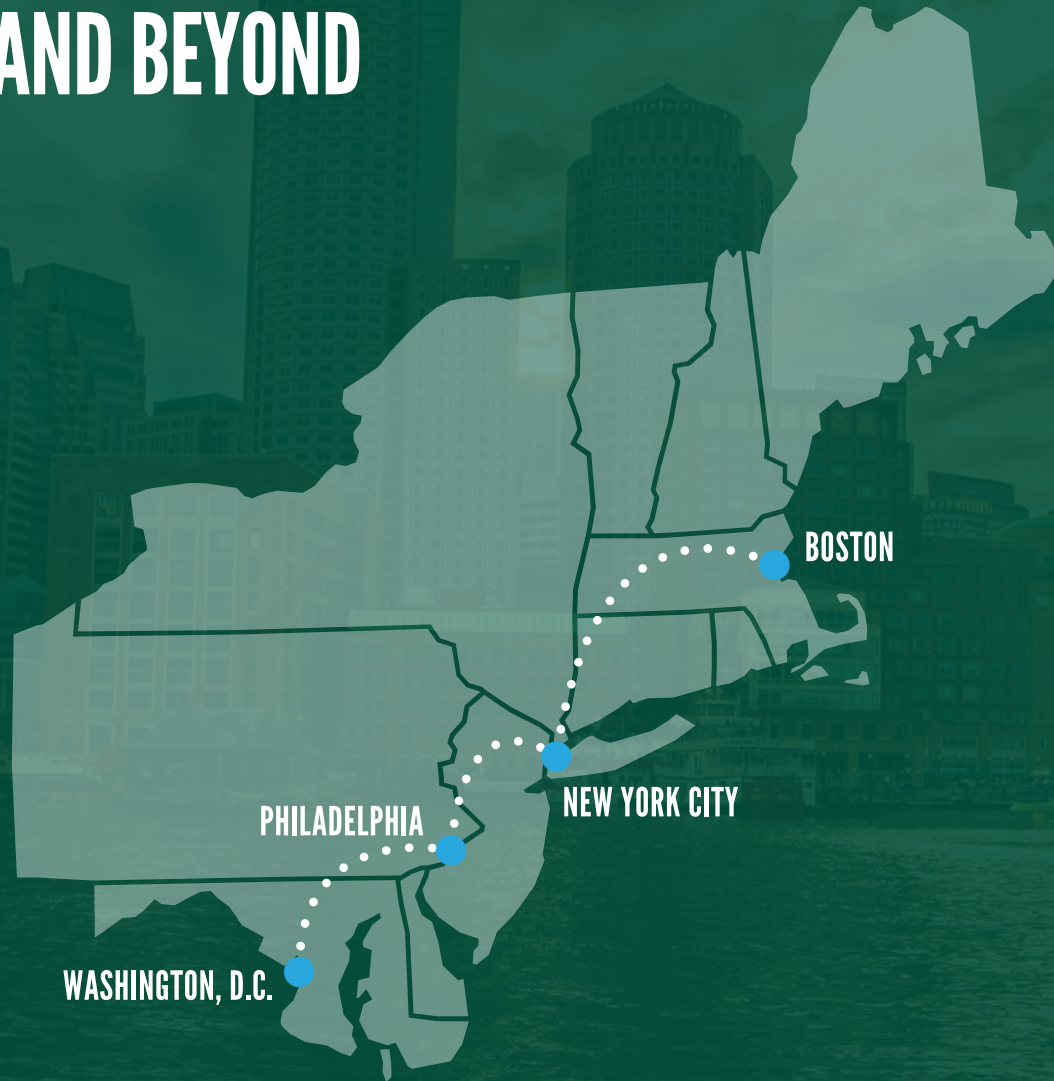 AND BEYOND
BOSTON
NEW YORK CITY
PHILADELPHIA
WASHINGTON, D.C.